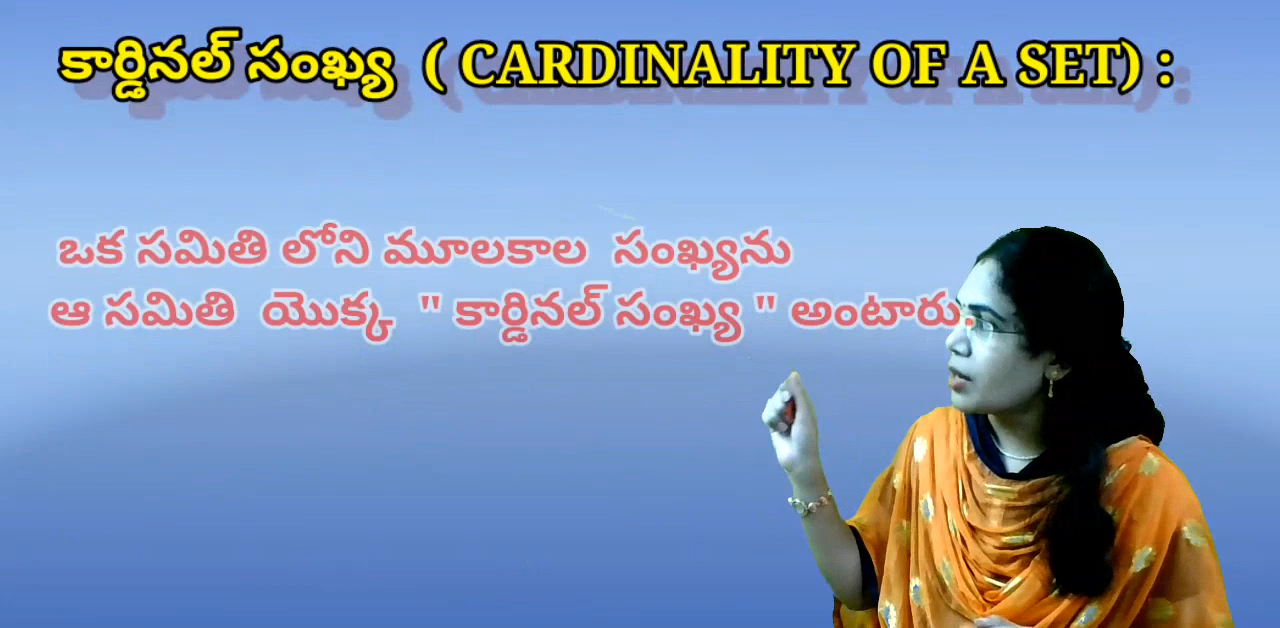 కార్డినల్ సంఖ్య ( CARDINALITY OF A SET) :
ఒక సమితి లోని మూలకాల సంఖ్యను
ఆ సమితి యొక్క " కార్డినల్ సంఖ్య " అంటారు.